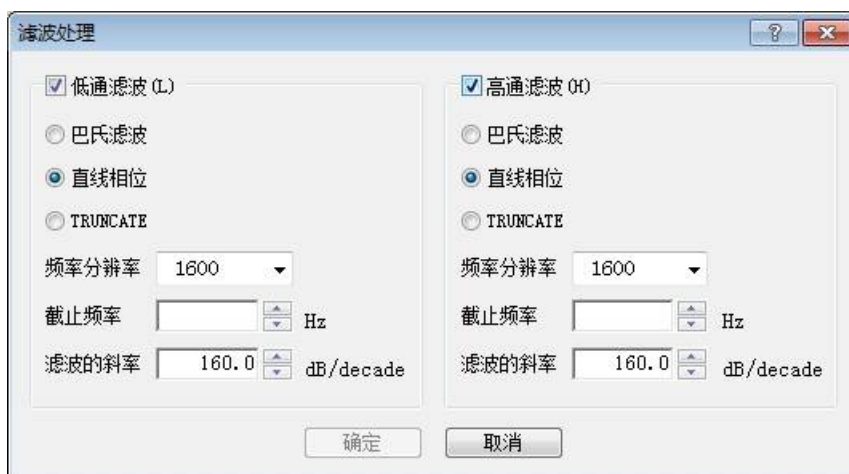 滤波处理
低通滤波(L)
巴氏滤波
直线相位
TRUNCATE
频率分辨率 1600
截止频率 Hz
滤波的斜率 160.0 dB/decade
高通滤波(H)
巴氏滤波
直线相位
TRUNCATE
频率分辨率 1600
截止频率 Hz
滤波的斜率 160.0 dB/decade
确定
取消